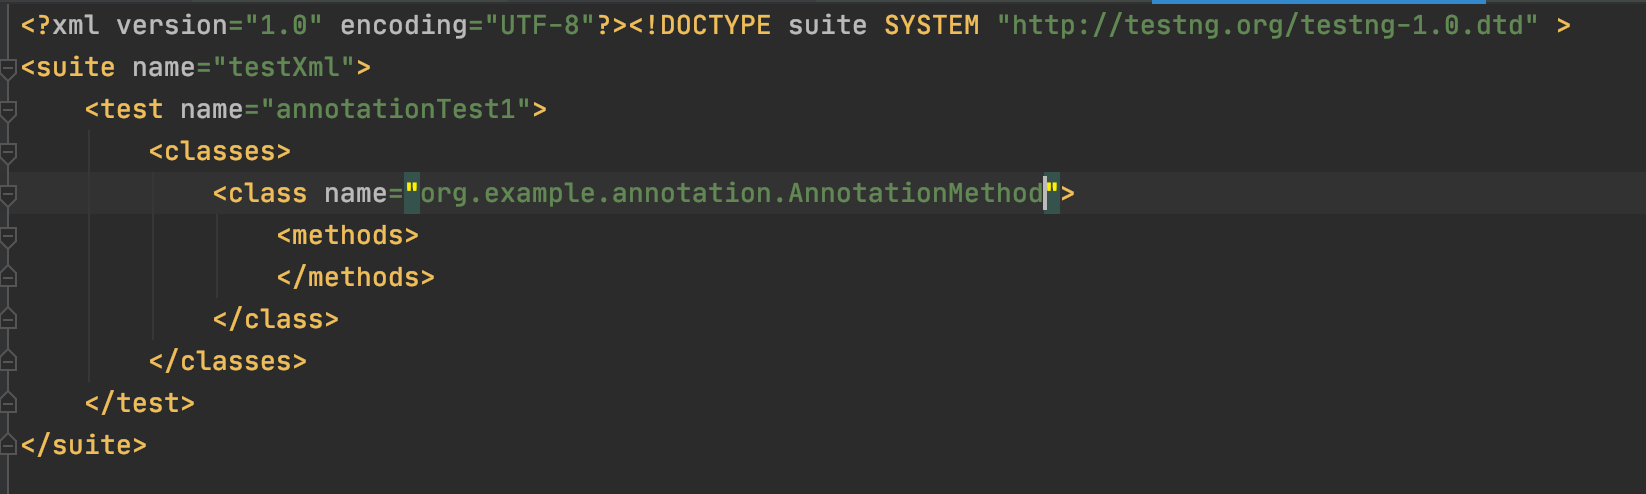 <?xml version="1.0" encoding="UTF-8"?><!DOCTYPE suite SYSTEM "http://testng.org/testng-1.0.dtd" >
<suite name="testXml">
    <test name="annotationTest1">
        <classes>
            <class name="org.example.annotation.AnnotationMethod">
                <methods>
                </methods>
            </class>
        </classes>
    </test>
</suite>